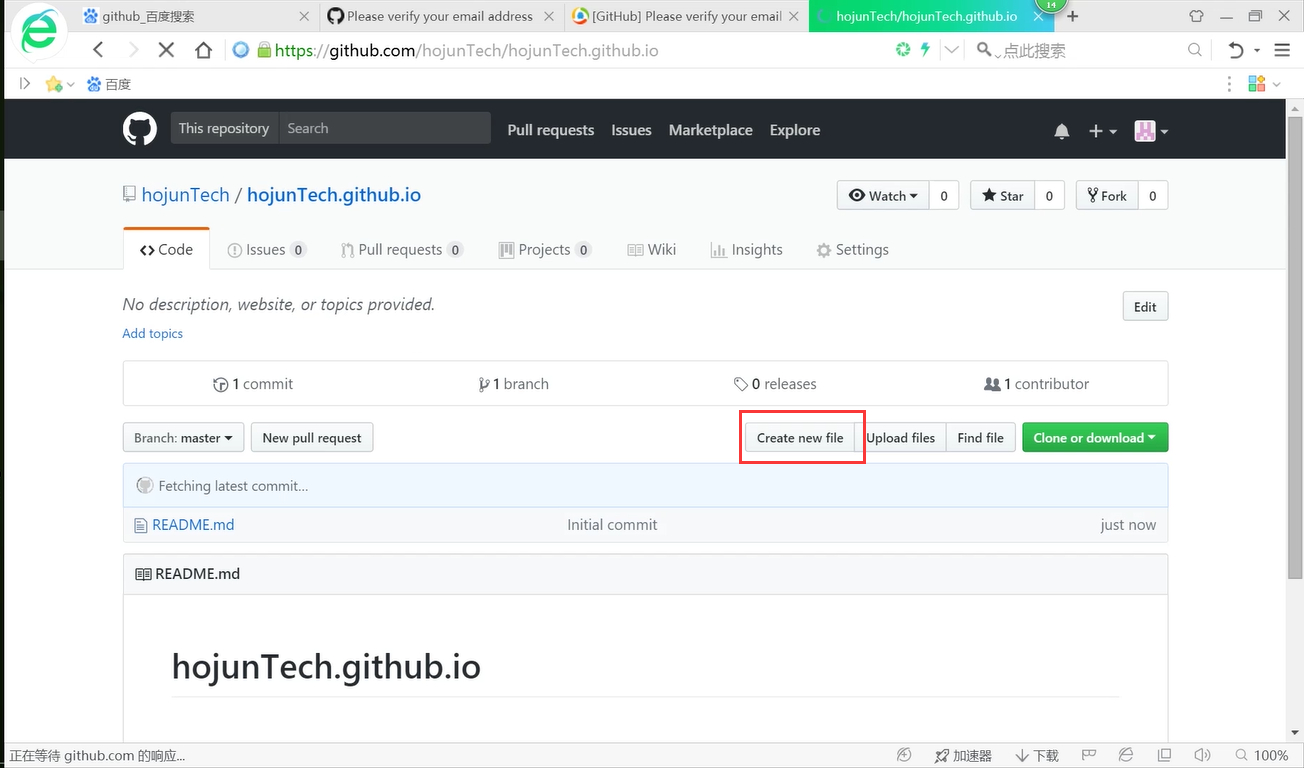 github_百度搜索
Please verify your email address
[GitHub] Please verify your email
hojunTech/hojunTech.github.io
14
https://github.com/hojunTech/hojunTech.github.io
点此搜索
百度
This repository
Search
Pull requests
Issues
Marketplace
Explore
hojunTech / hojunTech.github.io
Watch 0
Star 0
Fork 0
Code
Issues 0
Pull requests 0
Projects 0
Wiki
Insights
Settings
No description, website, or topics provided.
Edit
Add topics
1 commit
1 branch
0 releases
1 contributor
Branch: master
New pull request
Create new file
Upload files
Find file
Clone or download
Fetching latest commit...
README.md
Initial commit
just now
README.md
hojunTech.github.io
正在等待 github.com 的响应...
加速器
下载
100%